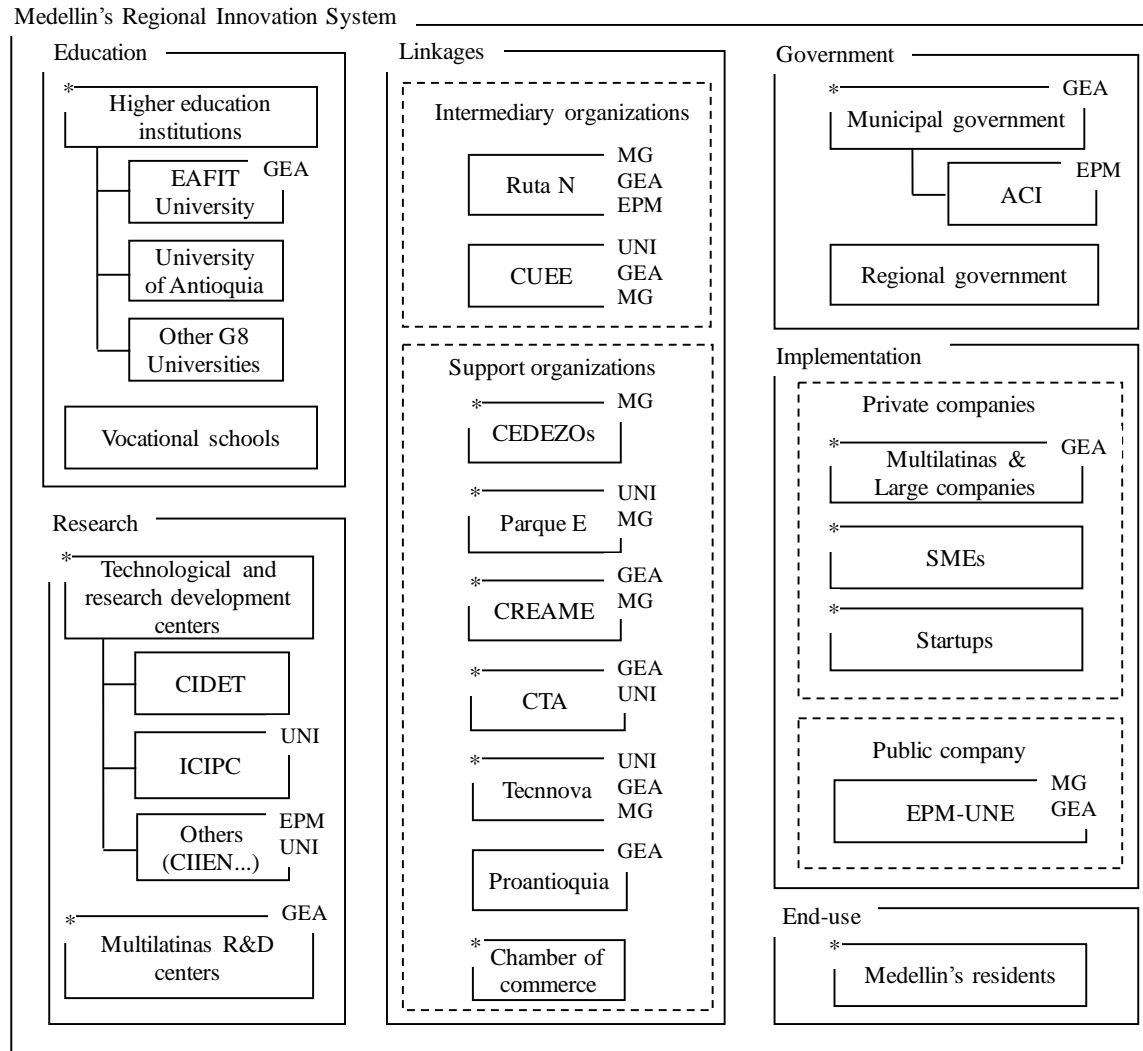 Medellin's Regional Innovation System
Education
*
Higher education
institutions
GEA
EAFIT
University
University
of Antioquia
Other G8
Universities
Vocational schools
Research
*
Technological and
research development
centers
CIDET
UNI
ICIPC
EPM
UNI
Others
(CIIEN...)
GEA
*
Multilatinas R&D
centers
Linkages
Intermediary organizations
Ruta N
MG
GEA
EPM
CUEE
UNI
GEA
MG
Support organizations
*
MG
CEDEZOs
*
UNI
MG
Parque E
*
GEA
MG
CREAME
*
GEA
UNI
CTA
*
UNI
GEA
MG
Tecnnova
GEA
Proantioquia
*
Chamber of
commerce
Government
*
GEA
Municipal government
EPM
ACI
Regional government
Implementation
Private companies
*
GEA
Multilatinas &
Large companies
*
SMEs
*
Startups
Public company
MG
GEA
EPM-UNE
End-use
*
Medellin's residents